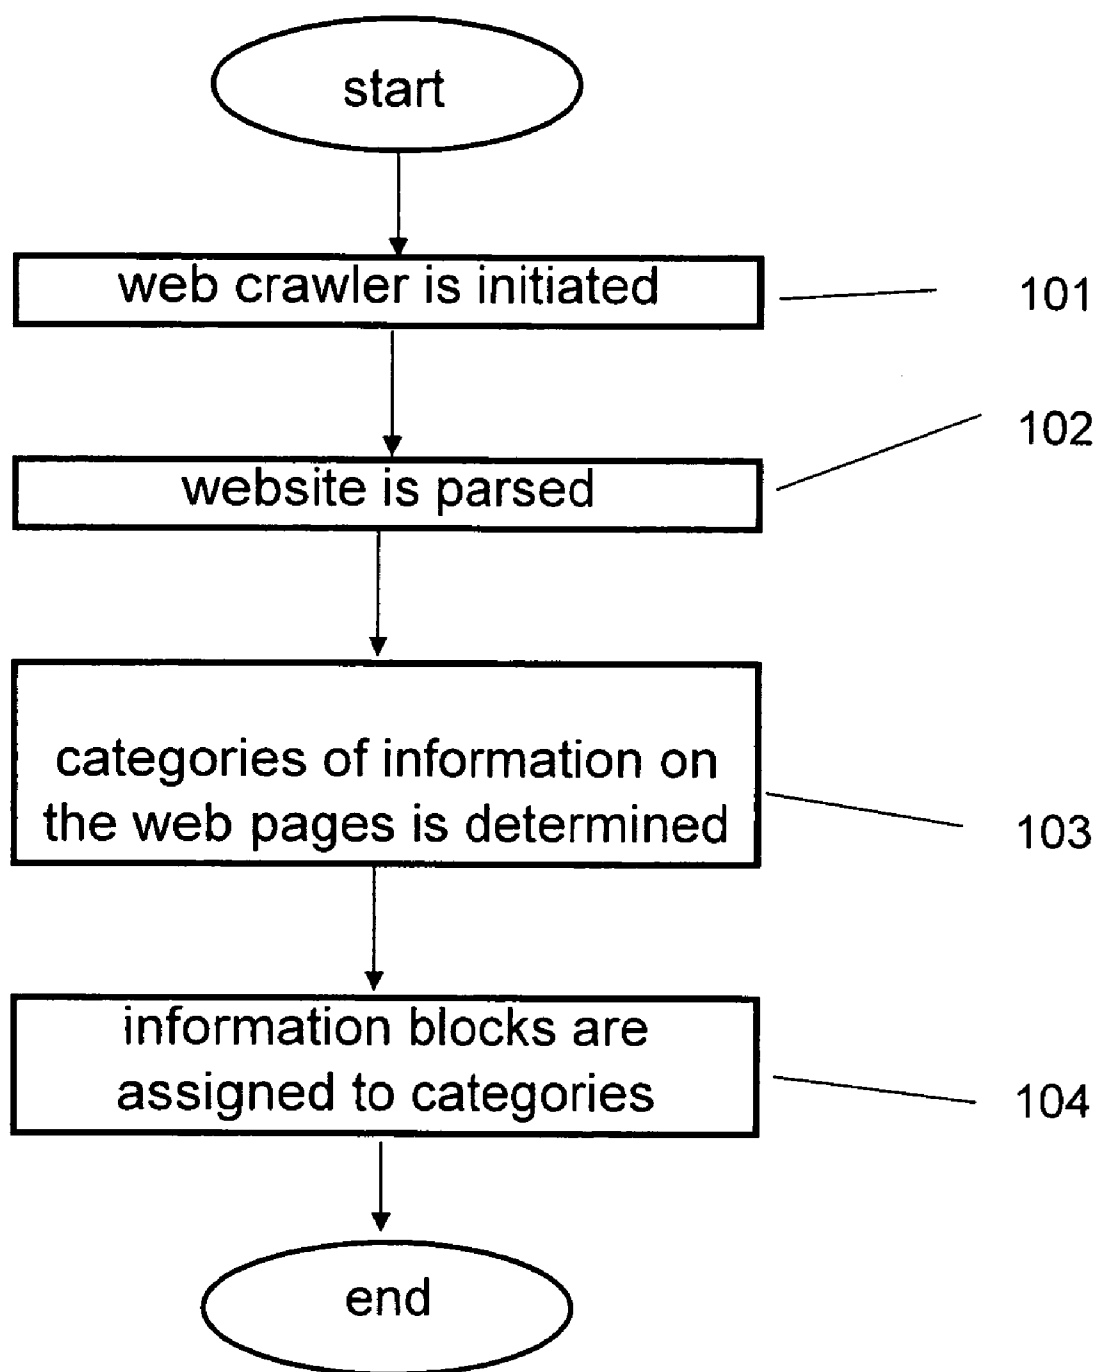 start
web crawler is initiated
101
102
website is parsed
categories of information on
the web pages is determined
103
information blocks are
assigned to categories
104
end